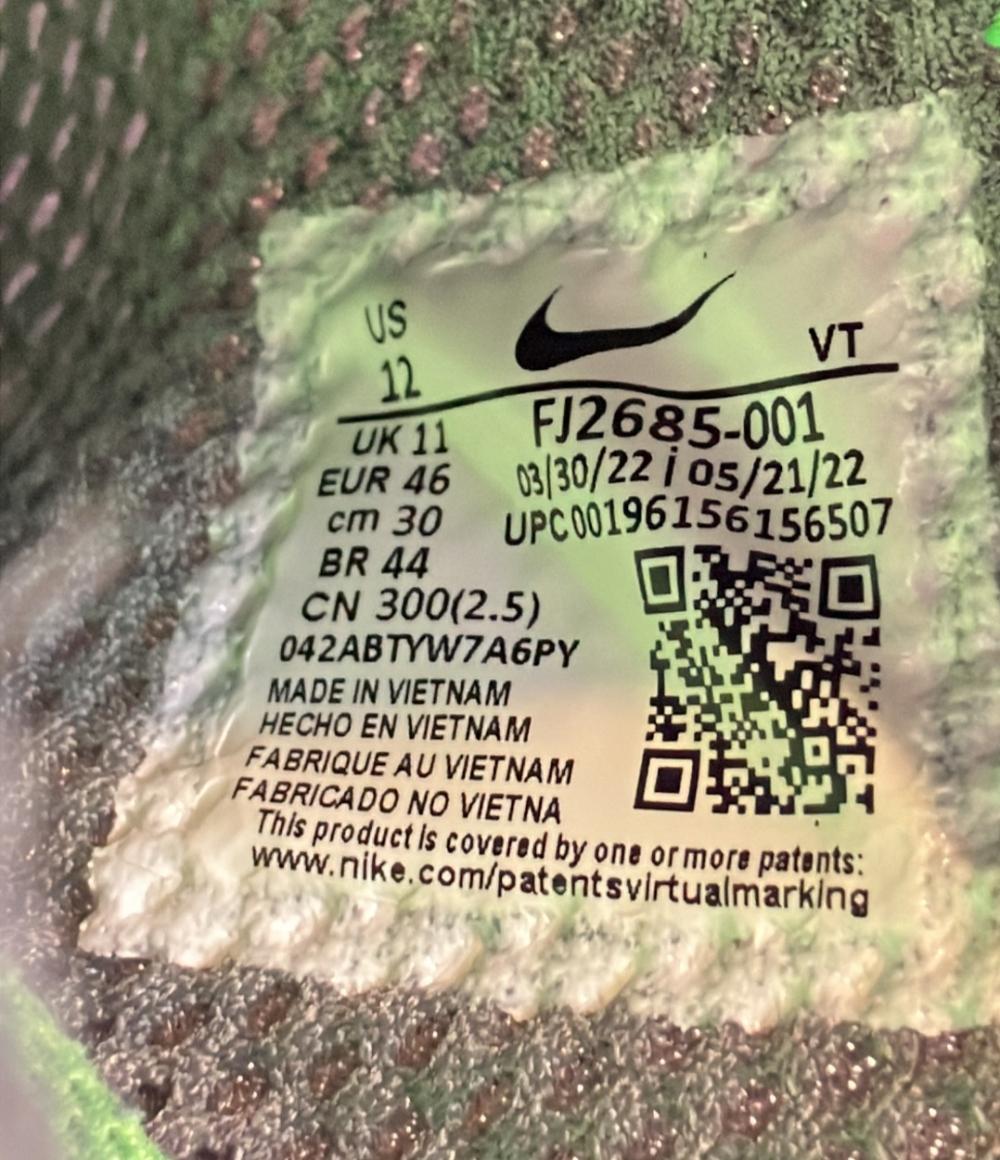 US
12
VT
UK 11
EUR 46
cm 30
BR 44
CN 300(2.5)
FJ2685-001
03/30/22 i 05/21/22
UPC00196156156507
042ABTYW7A6PY
MADE IN VIETNAM
HECHO EN VIETNAM
FABRIQUE AU VIETNAM
FABRICADO NO VIETNA
This product is covered by one or more patents:
www.nike.com/patentsvirtualmarking